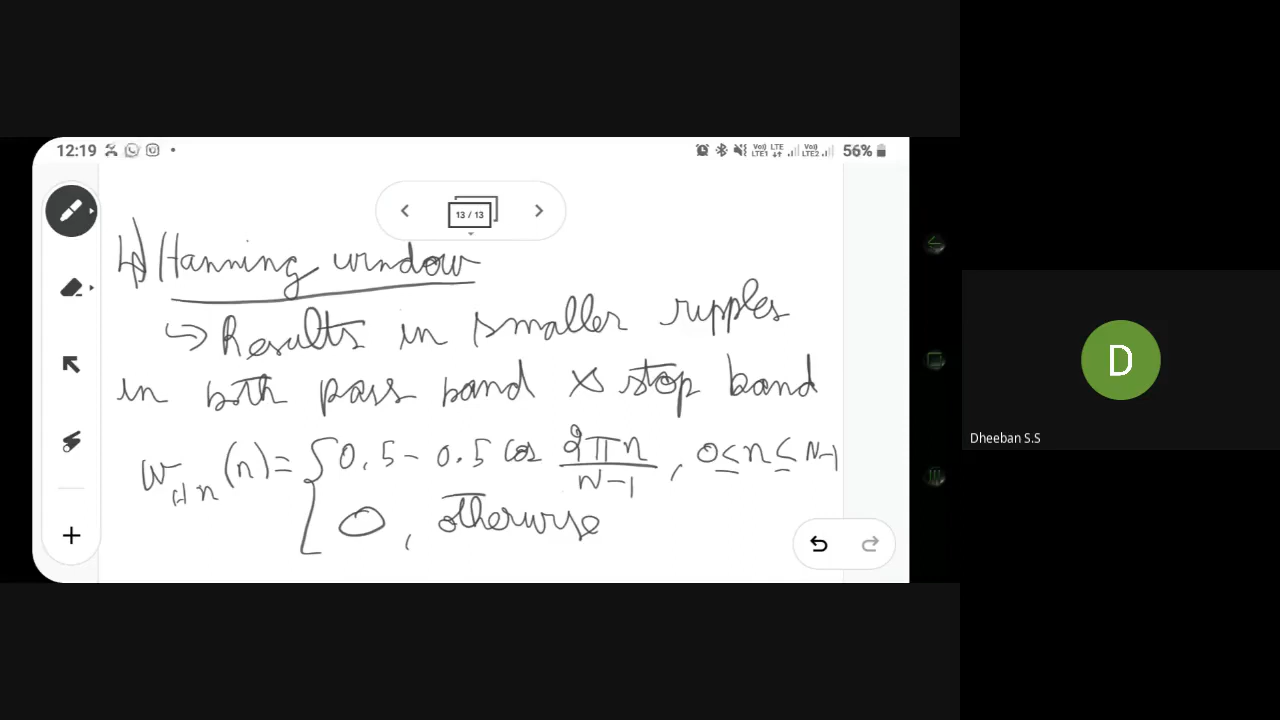 12:19
56%
13 / 13
4) Hanning window
↳ Results in smaller ripples
in both pass band & stop band
w_Hn (n) = { 0.5 - 0.5 cos 2πn/N-1 , 0 ≤ n ≤ N-1
0 , otherwise
D
Dheeban S.S